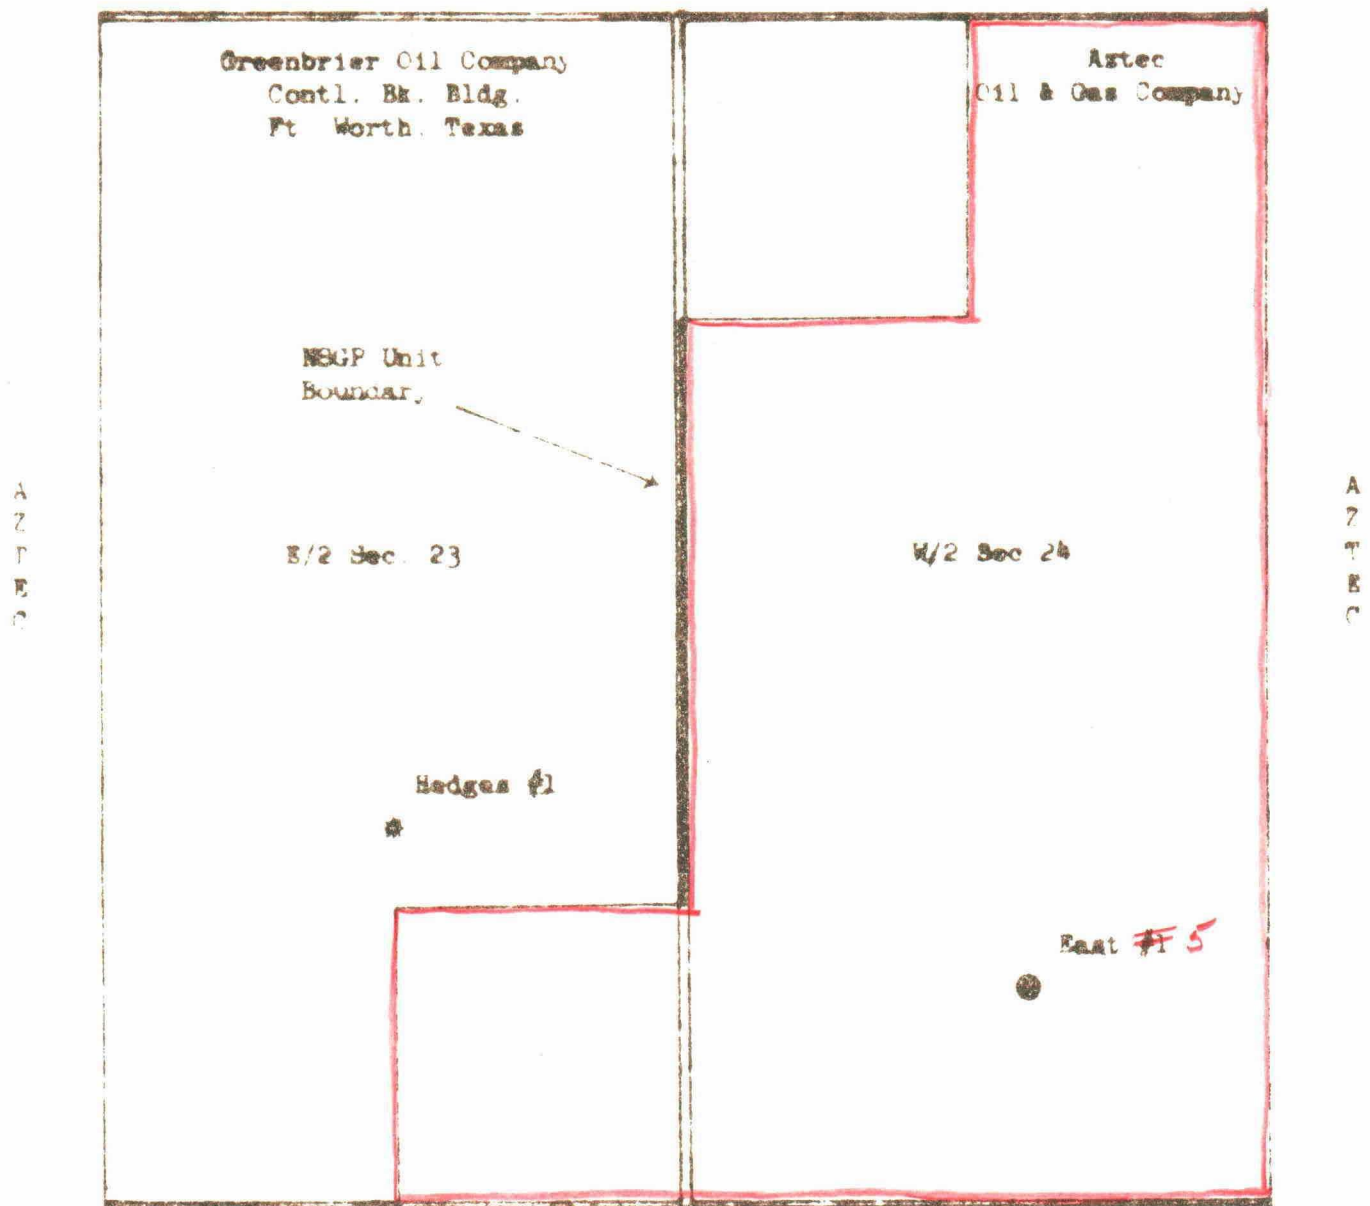 Greenbrier Oil Company
Contl. Bk. Bldg.
Ft Worth. Texas
Aztec
Oil & Gas Company
NSGP Unit
Boundary
A
Z
T
E
C
E/2 Sec. 23
W/2 Sec 24
A
Z
T
E
C
Hedges #1
East #1 5